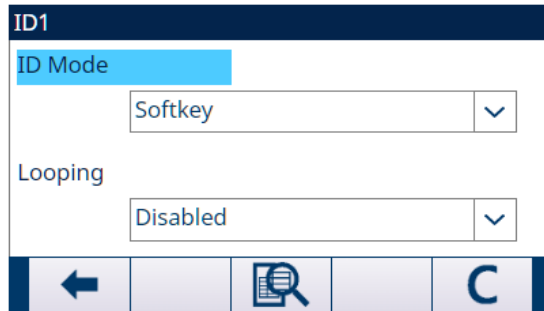 ID1
ID Mode
Softkey
Looping
Disabled
C